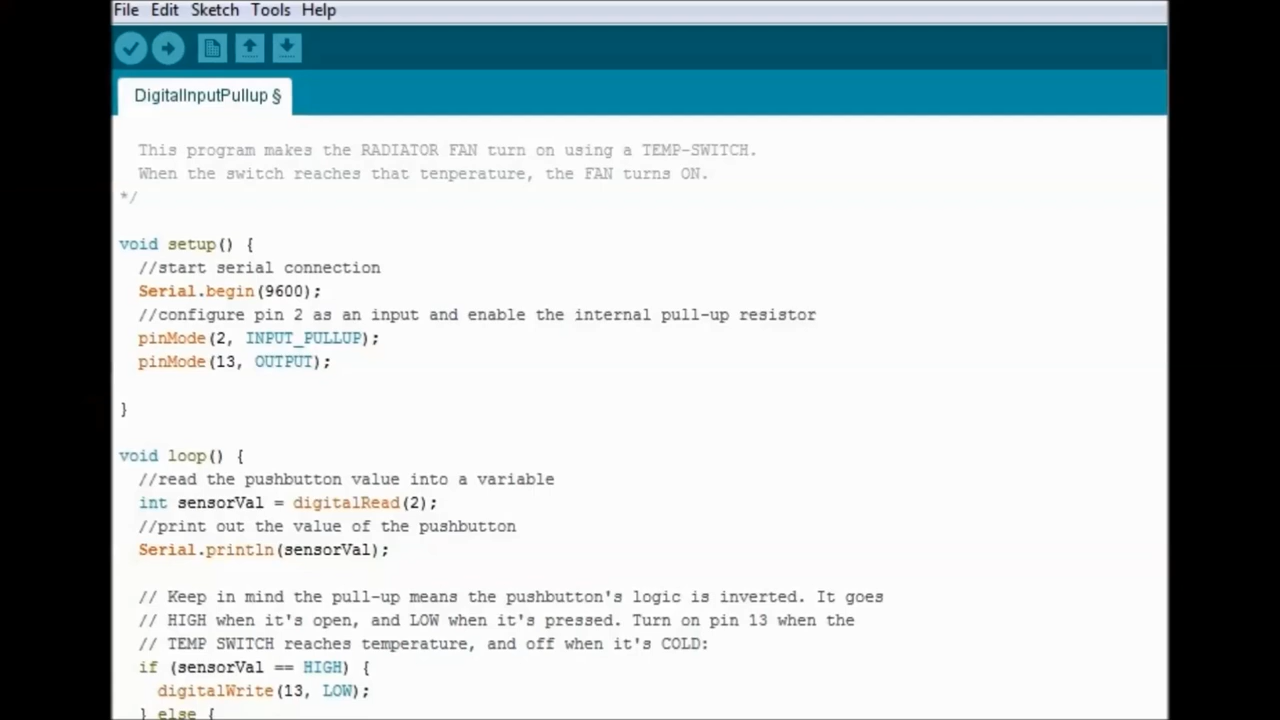 File Edit Sketch Tools Help
DigitalInputPullup §
This program makes the RADIATOR FAN turn on using a TEMP-SWITCH.
When the switch reaches that tenperature, the FAN turns ON.
*/
void setup() {
//start serial connection
Serial.begin(9600);
//configure pin 2 as an input and enable the internal pull-up resistor
pinMode(2, INPUT_PULLUP);
pinMode(13, OUTPUT);
}
void loop() {
//read the pushbutton value into a variable
int sensorVal = digitalRead(2);
//print out the value of the pushbutton
Serial.println(sensorVal);
// Keep in mind the pull-up means the pushbutton's logic is inverted. It goes
// HIGH when it's open, and LOW when it's pressed. Turn on pin 13 when the
// TEMP SWITCH reaches temperature, and off when it's COLD:
if (sensorVal == HIGH) {
digitalWrite(13, LOW);
} else {